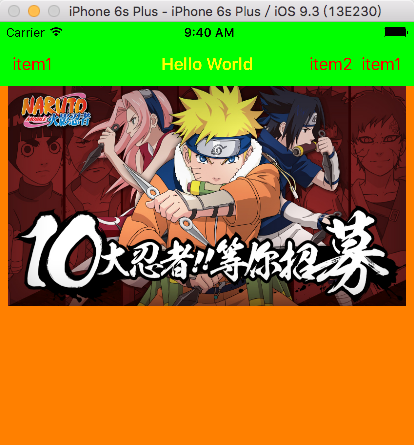 iPhone 6s Plus - iPhone 6s Plus / iOS 9.3 (13E230)
Carrier 9:40 AM
item1 Hello World item2 item1
NARUTO
火影忍者
10大忍者!!等你招募